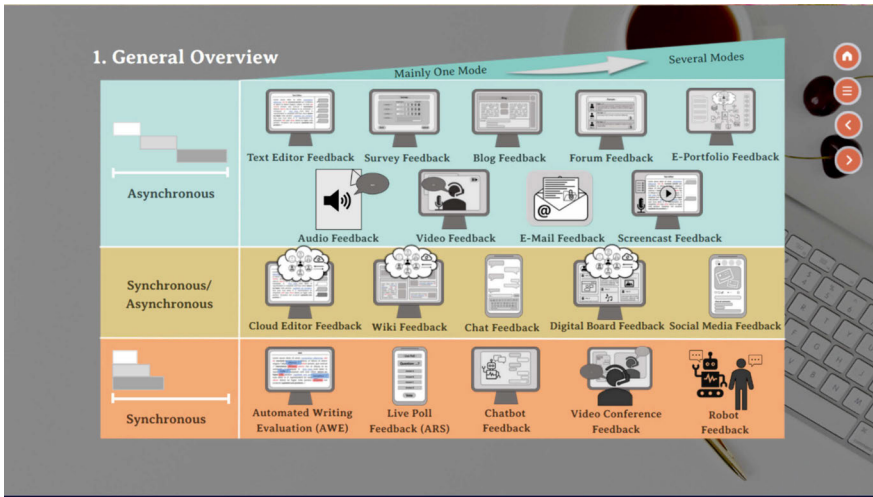 1. General Overview
Mainly One Mode
Several Modes
Asynchronous
Text Editor Feedback
Survey Feedback
Blog Feedback
Forum Feedback
E-Portfolio Feedback
Audio Feedback
Video Feedback
@
E-Mail Feedback
Screencast Feedback
Synchronous/
Asynchronous
Cloud Editor Feedback
Wiki Feedback
Chat Feedback
Digital Board Feedback
Social Media Feedback
Synchronous
Automated Writing
Evaluation (AWE)
Live Poll
Feedback (ARS)
Chatbot
Feedback
Video Conference
Feedback
Robot
Feedback